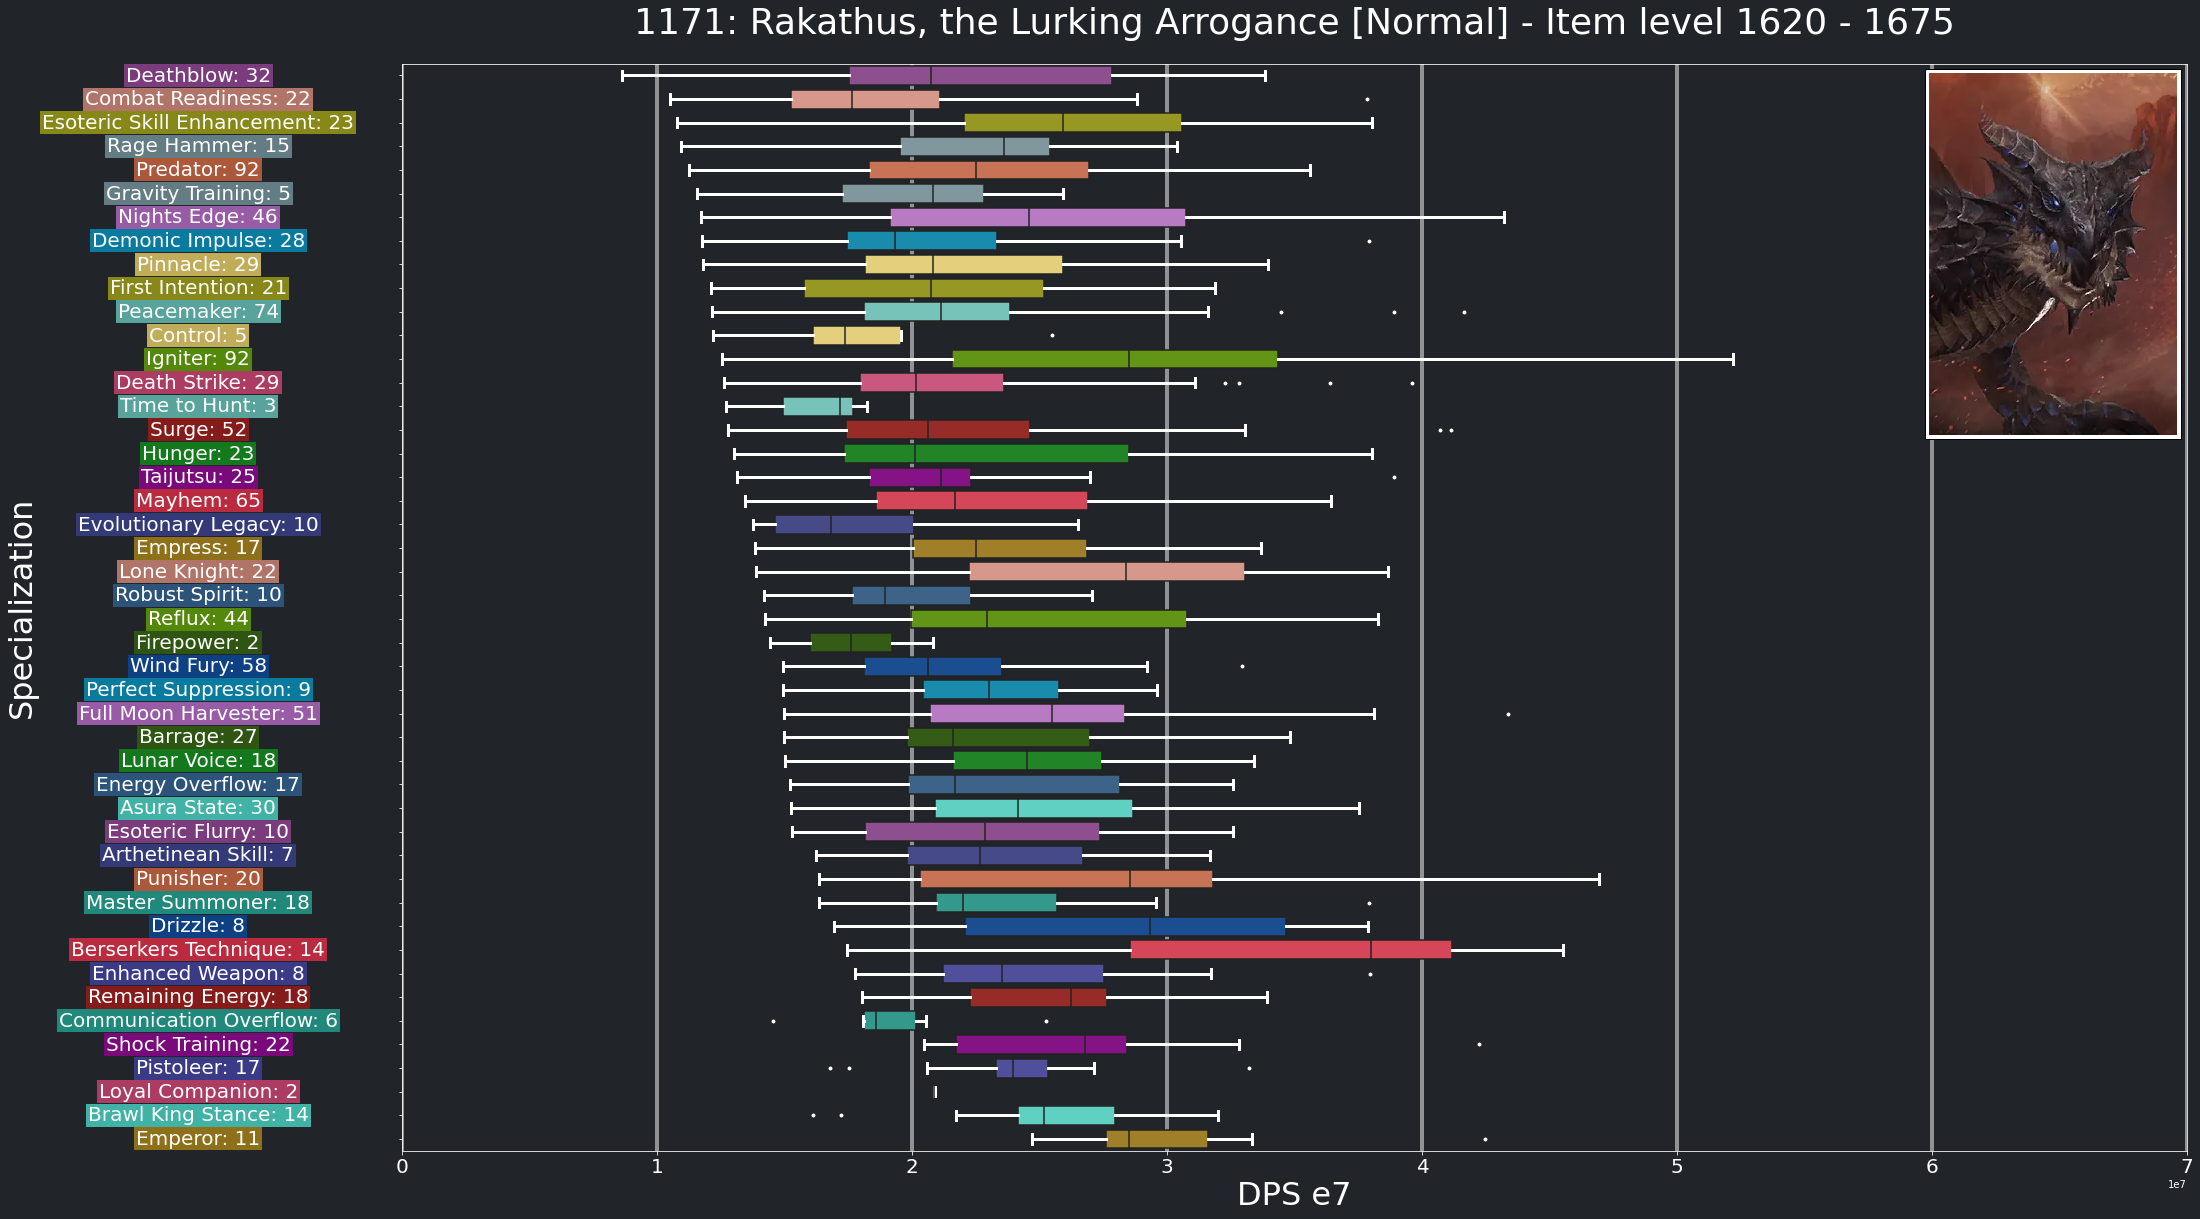 1171: Rakathus, the Lurking Arrogance [Normal] - Item level 1620 - 1675
Specialization
Deathblow: 32
Combat Readiness: 22
Esoteric Skill Enhancement: 23
Rage Hammer: 15
Predator: 92
Gravity Training: 5
Nights Edge: 46
Demonic Impulse: 28
Pinnacle: 29
First Intention: 21
Peacemaker: 74
Control: 5
Igniter: 92
Death Strike: 29
Time to Hunt: 3
Surge: 52
Hunger: 23
Taijutsu: 25
Mayhem: 65
Evolutionary Legacy: 10
Empress: 17
Lone Knight: 22
Robust Spirit: 10
Reflux: 44
Firepower: 2
Wind Fury: 58
Perfect Suppression: 9
Full Moon Harvester: 51
Barrage: 27
Lunar Voice: 18
Energy Overflow: 17
Asura State: 30
Esoteric Flurry: 10
Arthetinean Skill: 7
Punisher: 20
Master Summoner: 18
Drizzle: 8
Berserkers Technique: 14
Enhanced Weapon: 8
Remaining Energy: 18
Communication Overflow: 6
Shock Training: 22
Pistoleer: 17
Loyal Companion: 2
Brawl King Stance: 14
Emperor: 11
0 1 2 3 4 5 6 7
1e7
DPS e7